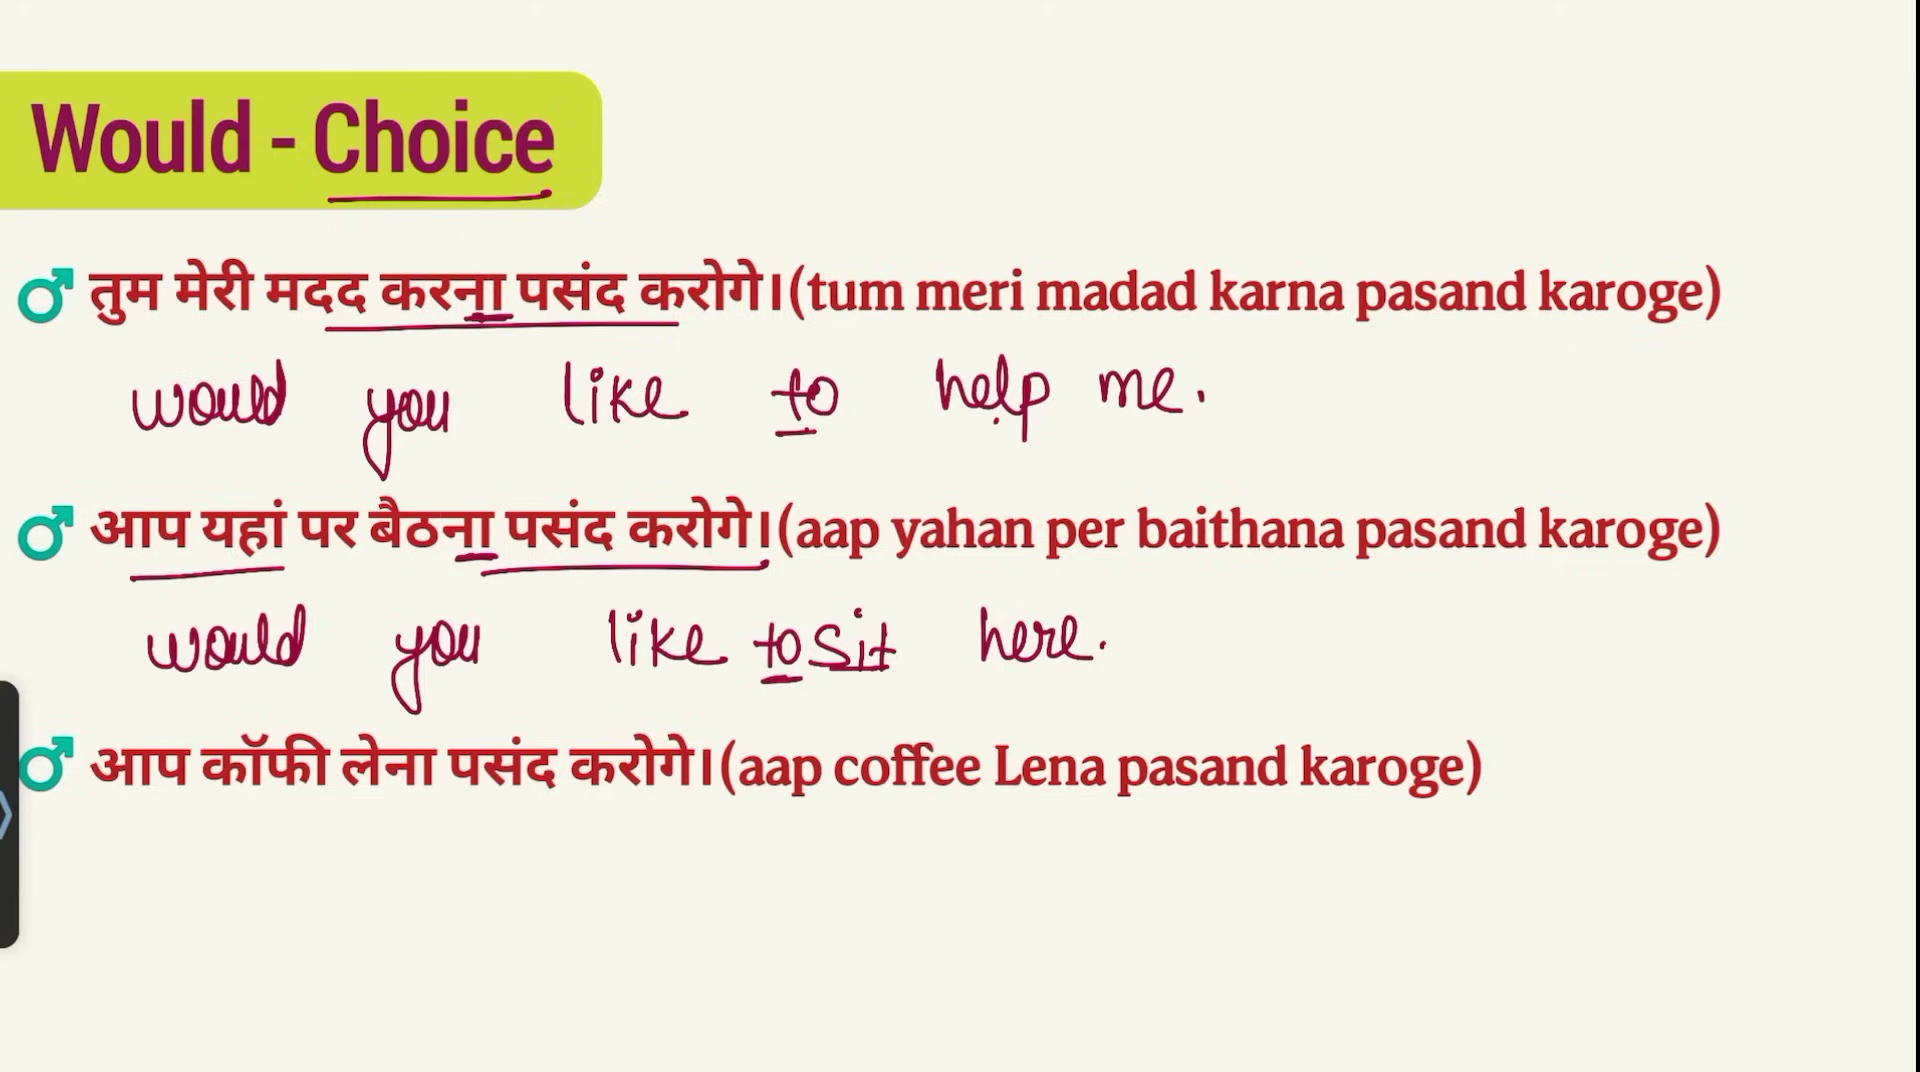 Would - Choice
तुम मेरी मदद करना पसंद करोगे।(tum meri madad karna pasand karoge)
would you like to help me.
आप यहां पर बैठना पसंद करोगे।(aap yahan per baithana pasand karoge)
would you like to sit here.
आप कॉफी लेना पसंद करोगे।(aap coffee Lena pasand karoge)